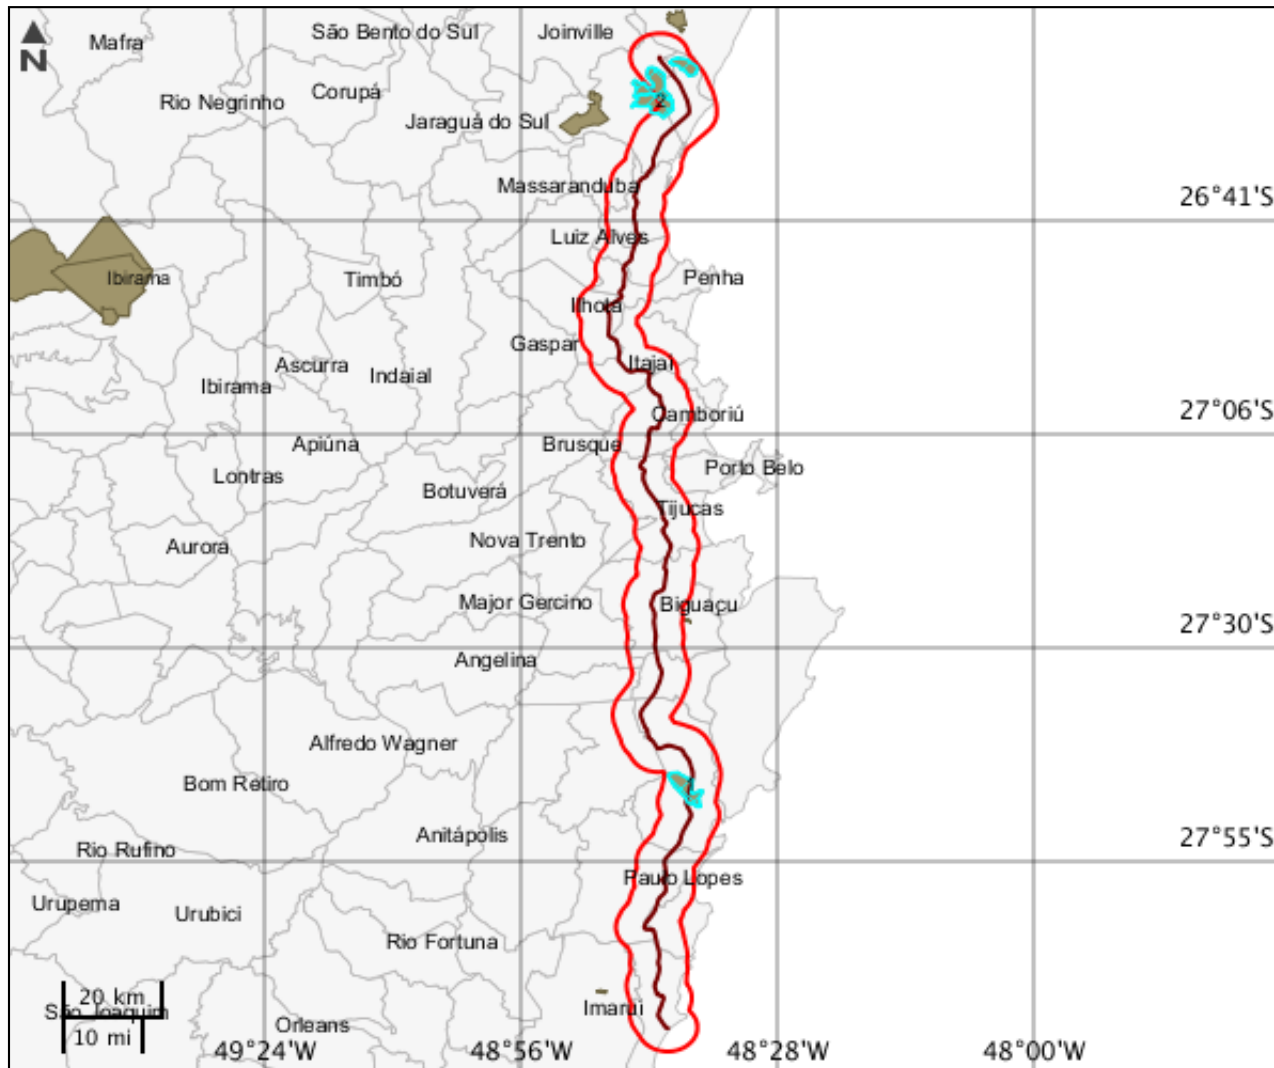 São Bento do Sul
Joinville
Mafra
N
Corupá
Rio Negrinho
Jaraguá do Sul
Massaranduba
26°41'S
Luiz Alves
Ibirama
Timbó
Penha
Ilhota
Gaspar
Itajaí
Ascurra
Indaial
Ibirama
Camboriú
27°06'S
Apiúna
Brusque
Lontras
Porto Belo
Botuverá
Tijucas
Nova Trento
Aurora
Major Gercino
Biguaçu
27°30'S
Angelina
Alfredo Wagner
Bom Retiro
Anitápolis
27°55'S
Rio Rufino
Paulo Lopes
Urupema
Urubici
Rio Fortuna
20 km
Imaruí
São Joaquim
Orleans
10 mi
49°24'W
48°56'W
48°28'W
48°00'W